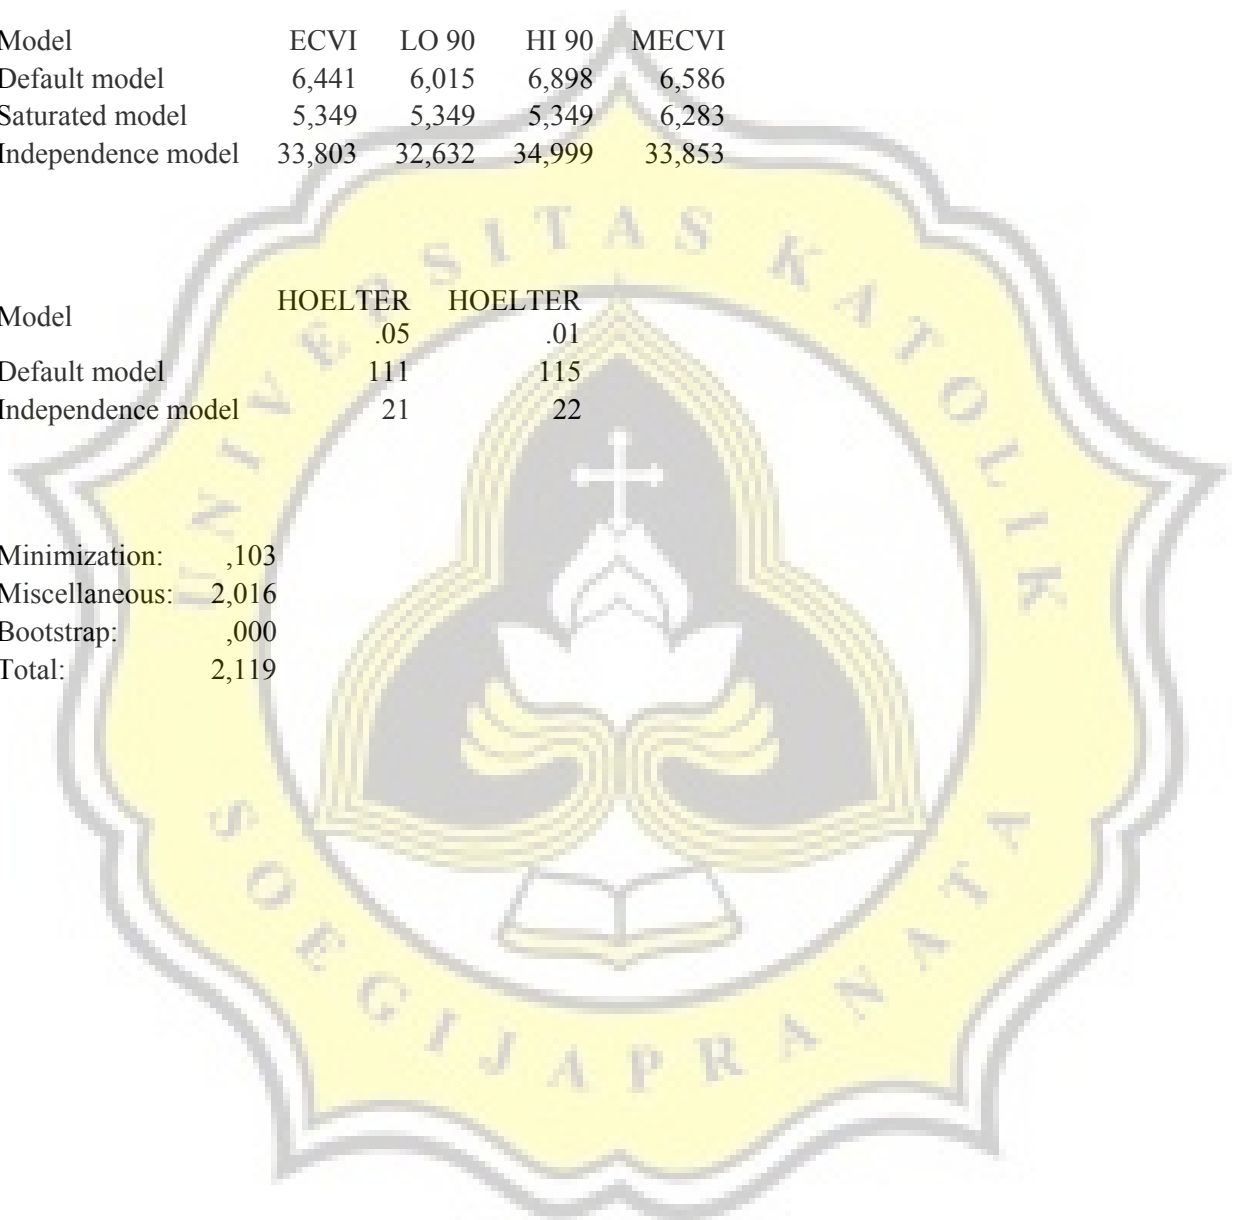 Model ECVI LO 90 HI 90 MECVI
Default model 6,441 6,015 6,898 6,586
Saturated model 5,349 5,349 5,349 6,283
Independence model 33,803 32,632 34,999 33,853
Model HOELTER .05 HOELTER .01
Default model 111 115
Independence model 21 22
Minimization: ,103
Miscellaneous: 2,016
Bootstrap: ,000
Total: 2,119
UNIVERSITAS KATOLIK
SOEGIJAPRANATA